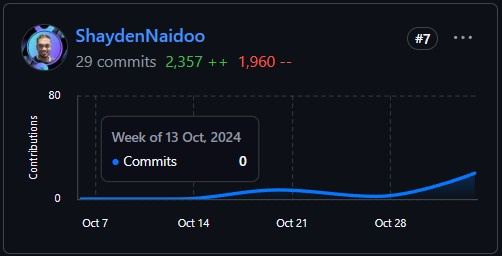 ShaydenNaidoo
#7
29 commits 2,357 ++ 1,960 --
80
Week of 13 Oct, 2024
Commits 0
Contributions
0
Oct 7 Oct 14 Oct 21 Oct 28